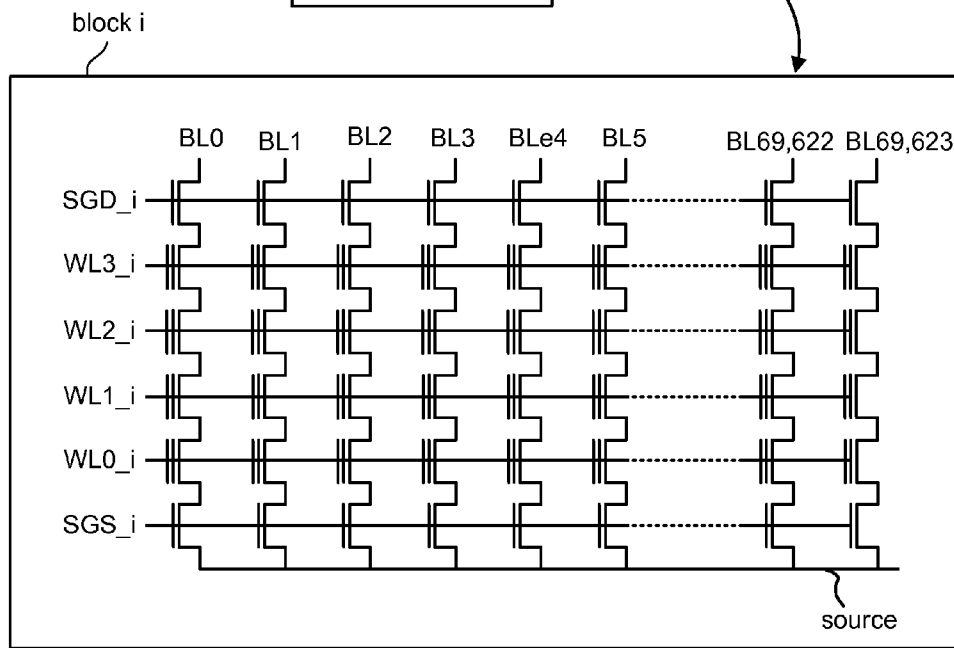 block i
BL0 BL1 BL2 BL3 BLe4 BL5 BL69,622 BL69,623
SGD_i
WL3_i
WL2_i
WL1_i
WL0_i
SGS_i
source